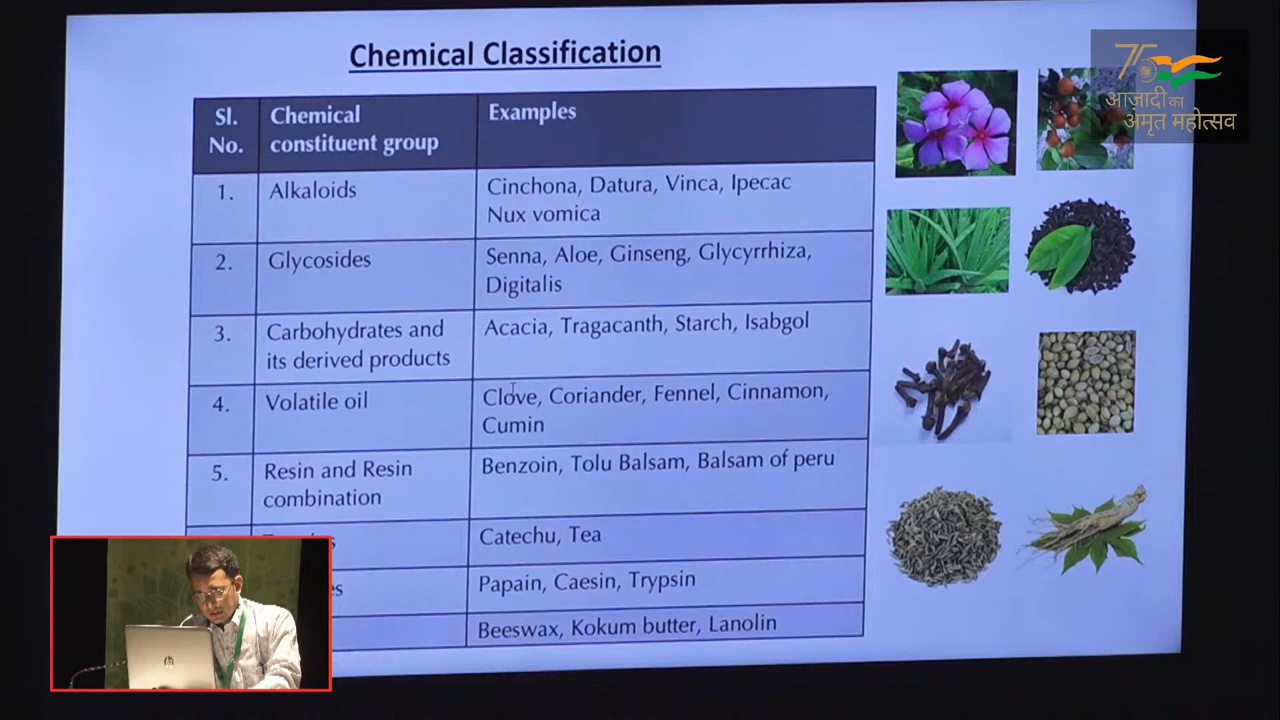 75
आज़ादी का
अमृत महोत्सव
Chemical Classification
Sl. No.
Chemical constituent group
Examples
1.
Alkaloids
Cinchona, Datura, Vinca, Ipecac
Nux vomica
2.
Glycosides
Senna, Aloe, Ginseng, Glycyrrhiza,
Digitalis
3.
Carbohydrates and
its derived products
Acacia, Tragacanth, Starch, Isabgol
4.
Volatile oil
Clove, Coriander, Fennel, Cinnamon,
Cumin
5.
Resin and Resin
combination
Benzoin, Tolu Balsam, Balsam of peru
Catechu, Tea
Papain, Caesin, Trypsin
Beeswax, Kokum butter, Lanolin
hp